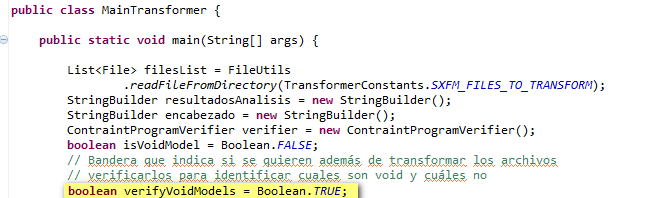 public class MainTransformer {
public static void main(String[] args) {
List<File> filesList = FileUtils
.readFileFromDirectory(TransformerConstants.SXFM_FILES_TO_TRANSFORM);
StringBuilder resultadosAnalisis = new StringBuilder();
StringBuilder encabezado = new StringBuilder();
ContraintProgramVerifier verifier = new ContraintProgramVerifier();
boolean isVoidModel = Boolean.FALSE;
// Bandera que indica si se quieren además de transformar los archivos
// verificarlos para identificar cuales son void y cuáles no
boolean verifyVoidModels = Boolean.TRUE;